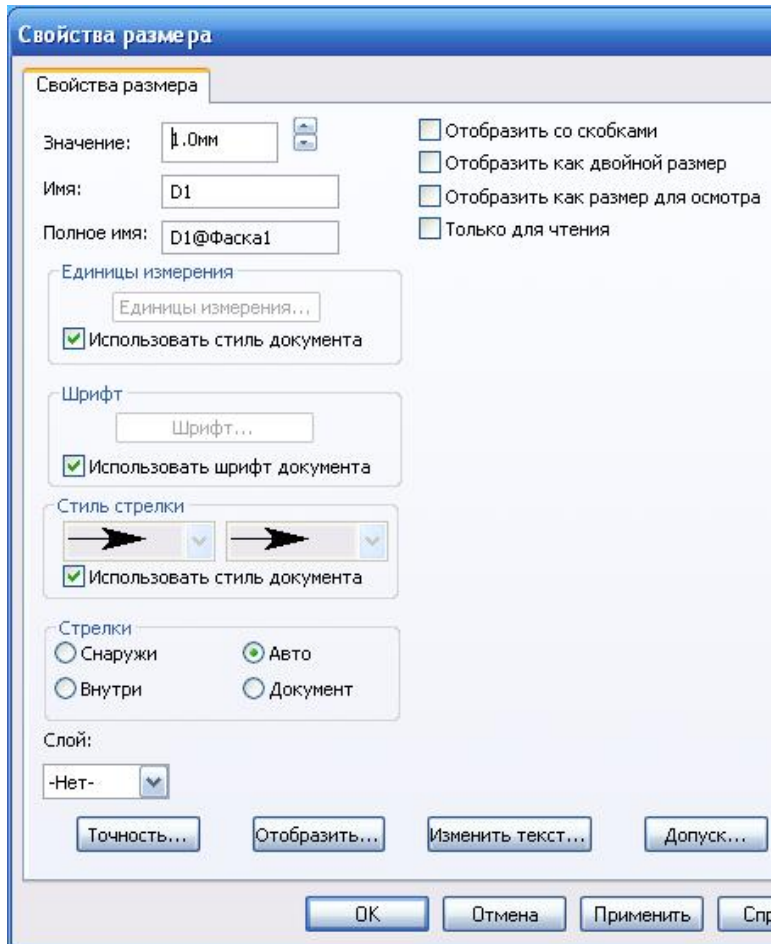 Свойства размера
Свойства размера
Значение: 1.0мм
Имя: D1
Полное имя: D1@Фаска1
Отобразить со скобками
Отобразить как двойной размер
Отобразить как размер для осмотра
Только для чтения
Единицы измерения
Единицы измерения...
Использовать стиль документа
Шрифт
Шрифт...
Использовать шрифт документа
Стиль стрелки
Использовать стиль документа
Стрелки
Снаружи Авто
Внутри Документ
Слой:
-Нет-
Точность... Отобразить... Изменить текст... Допуск...
OK Отмена Применить Спр